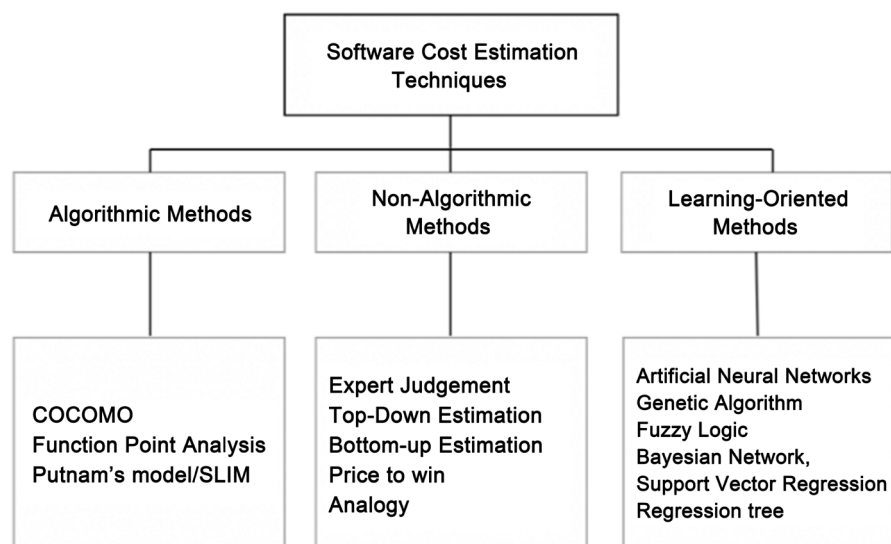 Software Cost Estimation
Techniques
Algorithmic Methods
Non-Algorithmic
Methods
Learning-Oriented
Methods
COCOMO
Function Point Analysis
Putnam's model/SLIM
Expert Judgement
Top-Down Estimation
Bottom-up Estimation
Price to win
Analogy
Artificial Neural Networks
Genetic Algorithm
Fuzzy Logic
Bayesian Network,
Support Vector Regression
Regression tree